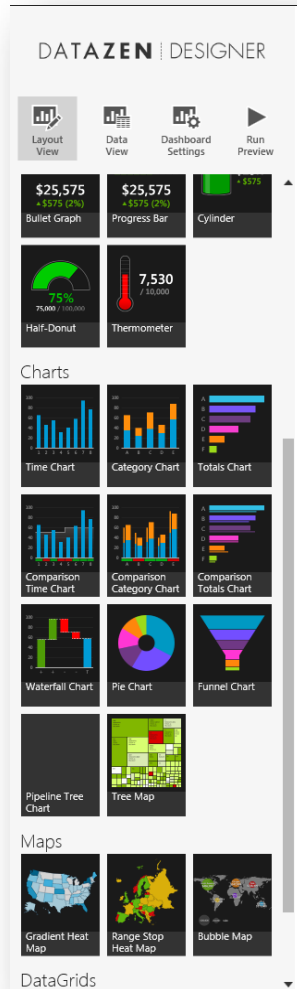 DATAZEN DESIGNER
Layout View
Data View
Dashboard Settings
Run Preview
$25,575
+$575 (2%)
Bullet Graph
$25,575
+$575 (2%)
Progress Bar
+$575
Cylinder
75%
75,000 / 100,000
Half-Donut
7,530
/ 10,000
Thermometer
Charts
Time Chart
Category Chart
Totals Chart
Comparison
Time Chart
Comparison
Category Chart
Comparison
Totals Chart
Waterfall Chart
Pie Chart
Funnel Chart
Pipeline Tree
Chart
Tree Map
Maps
Gradient Heat
Map
Range Stop
Heat Map
Bubble Map
DataGrids